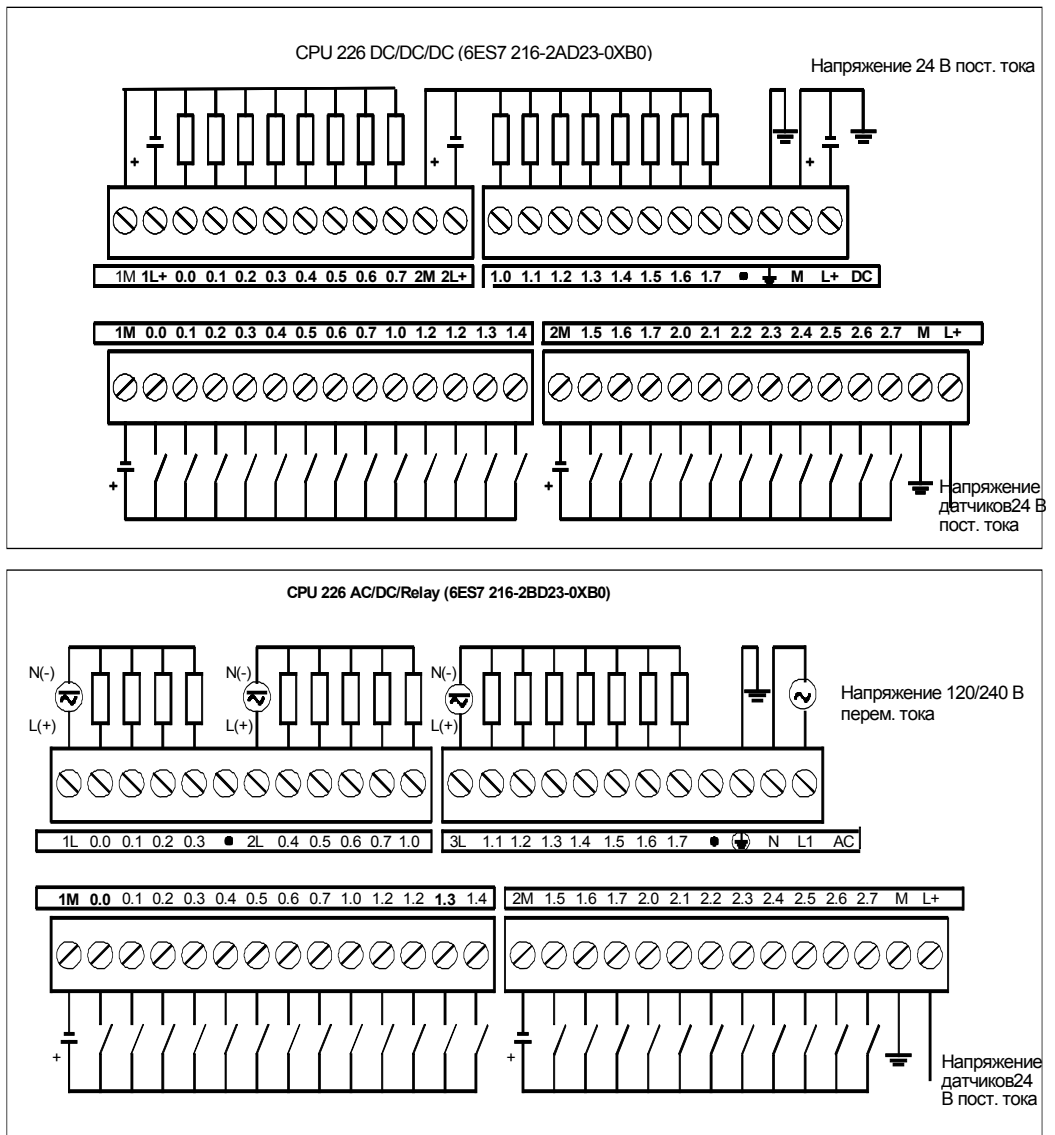 CPU 226 DC/DC/DC (6ES7 216-2AD23-0XB0)
Напряжение 24 В пост. тока
+ + +
1M 1L+ 0.0 0.1 0.2 0.3 0.4 0.5 0.6 0.7 2M 2L+ 1.0 1.1 1.2 1.3 1.4 1.5 1.6 1.7 M L+ DC
1M 0.0 0.1 0.2 0.3 0.4 0.5 0.6 0.7 1.0 1.2 1.2 1.3 1.4 2M 1.5 1.6 1.7 2.0 2.1 2.2 2.3 2.4 2.5 2.6 2.7 M L+
+ +
Напряжение
датчиков24 В
пост. тока
CPU 226 AC/DC/Relay (6ES7 216-2BD23-0XB0)
N(-) N(-) N(-)
L(+) L(+) L(+)
Напряжение 120/240 В
перем. тока
1L 0.0 0.1 0.2 0.3 2L 0.4 0.5 0.6 0.7 1.0 3L 1.1 1.2 1.3 1.4 1.5 1.6 1.7 N L1 AC
1M 0.0 0.1 0.2 0.3 0.4 0.5 0.6 0.7 1.0 1.2 1.2 1.3 1.4 2M 1.5 1.6 1.7 2.0 2.1 2.2 2.3 2.4 2.5 2.6 2.7 M L+
+ +
Напряжение
датчиков24
В пост. тока